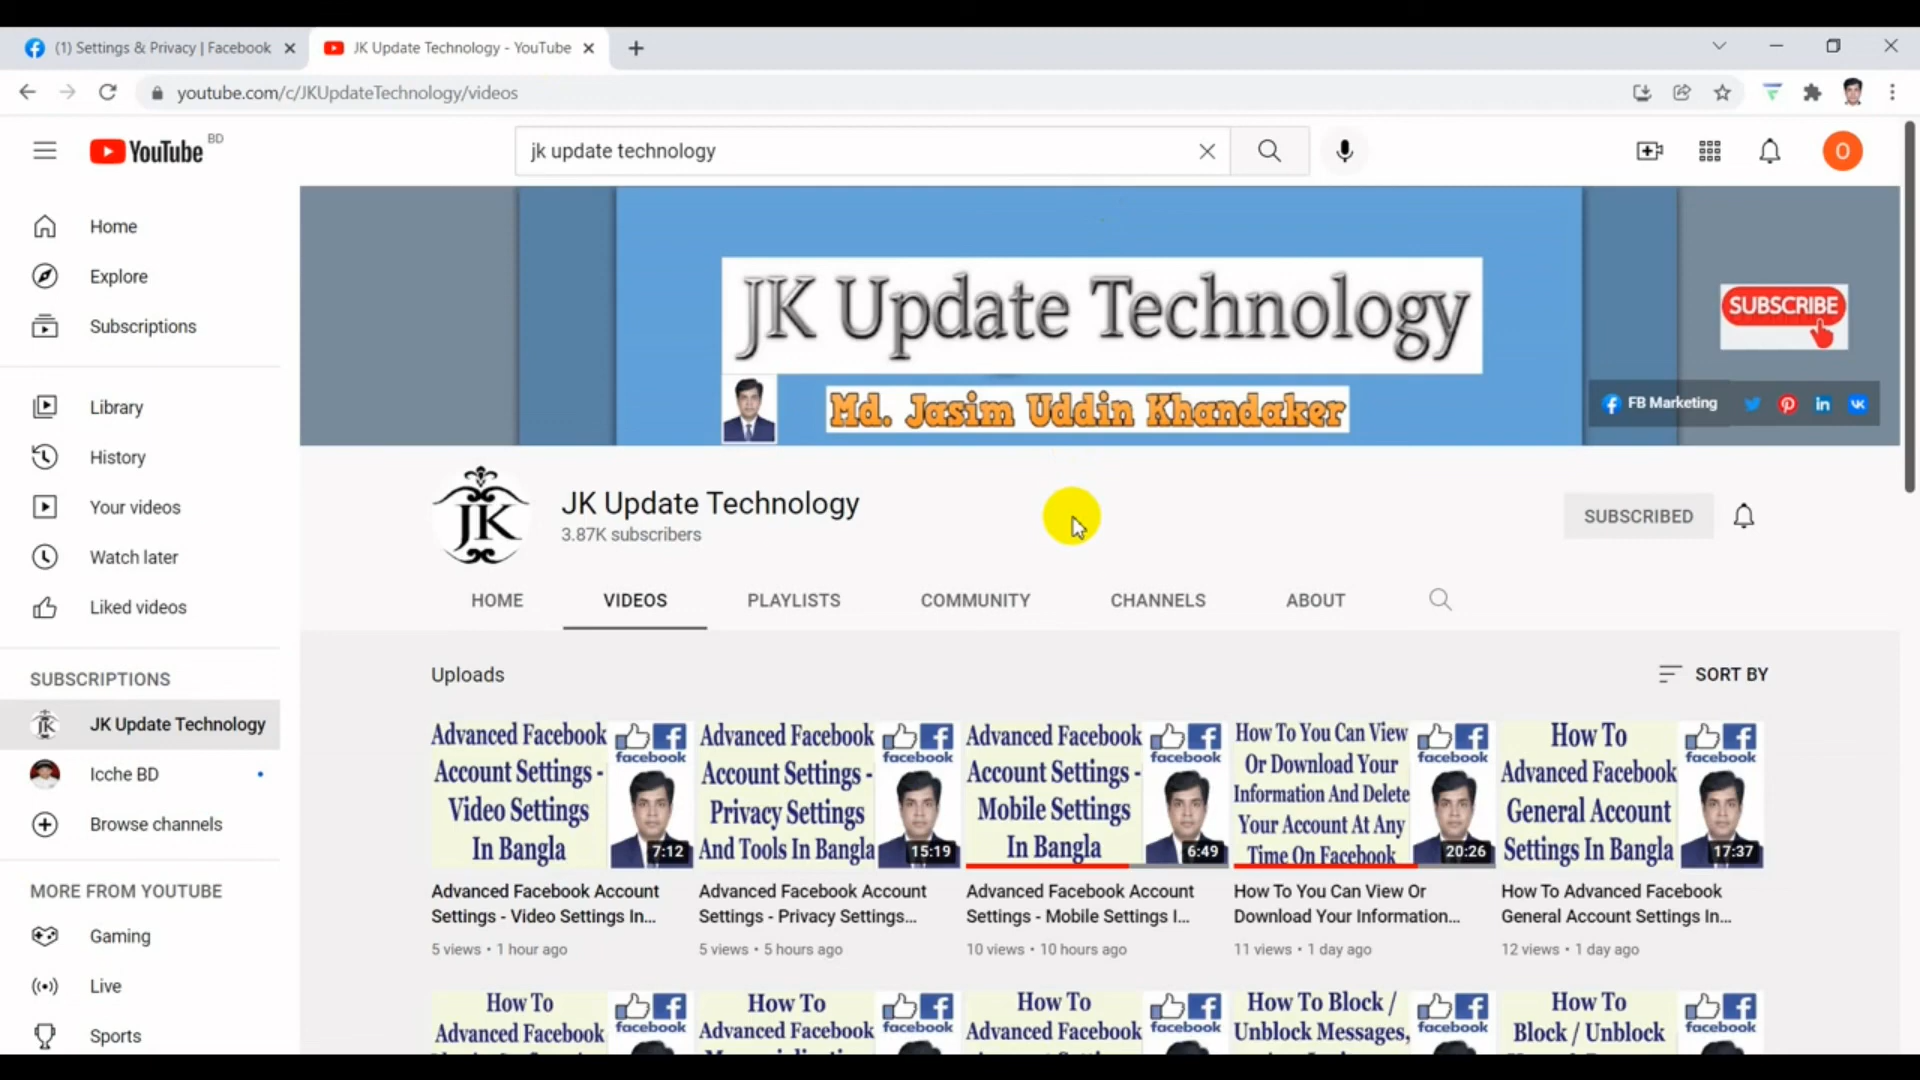 (1) Settings & Privacy | Facebook
JK Update Technology - YouTube
youtube.com/c/JKUpdateTechnology/videos
YouTube BD
jk update technology
O
Home
Explore
Subscriptions
Library
History
Your videos
Watch later
Liked videos
SUBSCRIPTIONS
JK Update Technology
Icche BD
Browse channels
MORE FROM YOUTUBE
Gaming
Live
Sports
JK Update Technology
Md. Jasim Uddin Khandaker
SUBSCRIBE
FB Marketing
JK
JK Update Technology
3.87K subscribers
SUBSCRIBED
HOME VIDEOS PLAYLISTS COMMUNITY CHANNELS ABOUT
Uploads
SORT BY
Advanced Facebook
Account Settings -
Video Settings
In Bangla
facebook
7:12
Advanced Facebook Account
Settings - Video Settings In...
5 views • 1 hour ago
Advanced Facebook
Account Settings -
Privacy Settings
And Tools In Bangla
facebook
15:19
Advanced Facebook Account
Settings - Privacy Settings...
5 views • 5 hours ago
Advanced Facebook
Account Settings -
Mobile Settings
In Bangla
facebook
6:49
Advanced Facebook Account
Settings - Mobile Settings I...
10 views • 10 hours ago
How To You Can View
Or Download Your
Information And Delete
Your Account At Any
Time On Facebook
facebook
20:26
How To You Can View Or
Download Your Information...
11 views • 1 day ago
How To
Advanced Facebook
General Account
Settings In Bangla
facebook
17:37
How To Advanced Facebook
General Account Settings In...
12 views • 1 day ago
How To
Advanced Facebook
facebook
How To
Advanced Facebook
facebook
How To
Advanced Facebook
facebook
How To Block /
Unblock Messages,
facebook
How To
Block / Unblock
facebook